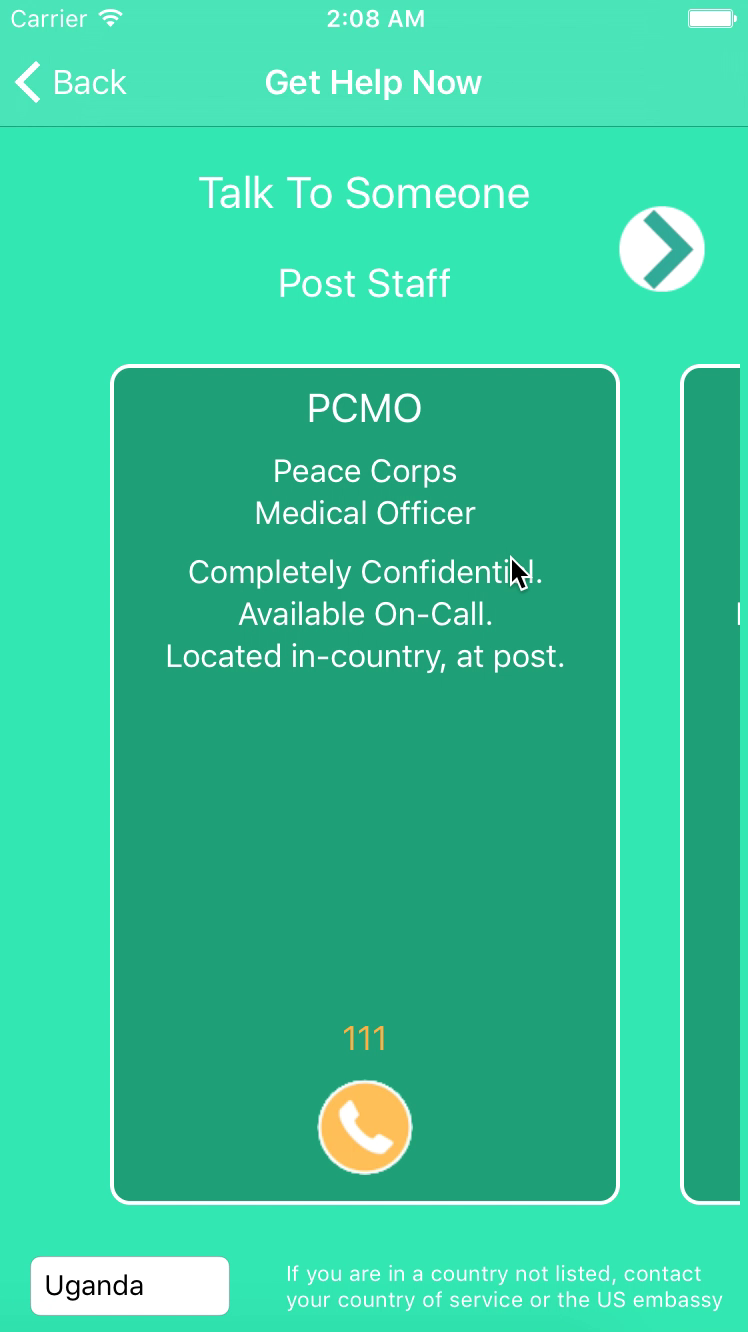 Carrier
2:08 AM
Back
Get Help Now
Talk To Someone
Post Staff
PCMO
Peace Corps
Medical Officer
Completely Confidential.
Available On-Call.
Located in-country, at post.
111
Uganda
If you are in a country not listed, contact
your country of service or the US embassy